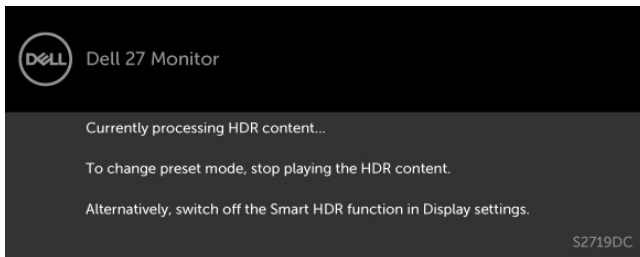 DELL
Dell 27 Monitor
Currently processing HDR content...
To change preset mode, stop playing the HDR content.
Alternatively, switch off the Smart HDR function in Display settings.
S2719DC